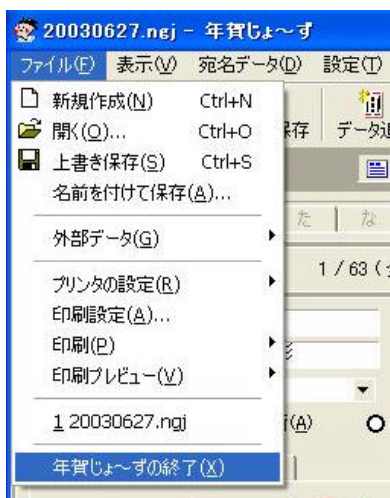 20030627.ngj - 年賀じょ～ず
ファイル(F) 表示(V) 宛名データ(D) 設定(T)
新規作成(N) Ctrl+N
開く(O)... Ctrl+O
上書き保存(S) Ctrl+S
名前を付けて保存(A)...
外部データ(G)
プリンタの設定(R)
印刷設定(A)...
印刷(P)
印刷プレビュー(V)
1 20030627.ngj
年賀じょ～ずの終了(X)
保存 データ追
た な
1 / 63 (
(A)